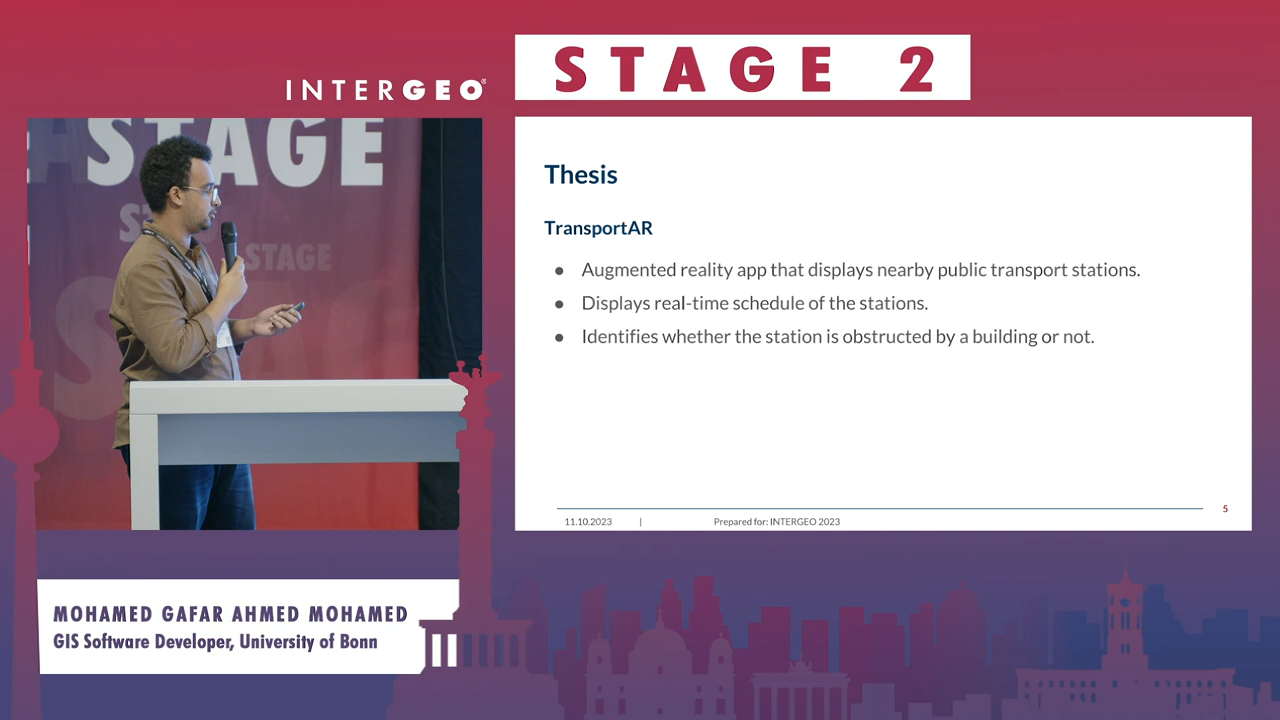 INTERGEO®
STAGE 2
STAGE
STAGE
Thesis
TransportAR
● Augmented reality app that displays nearby public transport stations.
● Displays real-time schedule of the stations.
● Identifies whether the station is obstructed by a building or not.
11.10.2023 | Prepared for: INTERGEO 2023
5
MOHAMED GAFAR AHMED MOHAMED
GIS Software Developer, University of Bonn